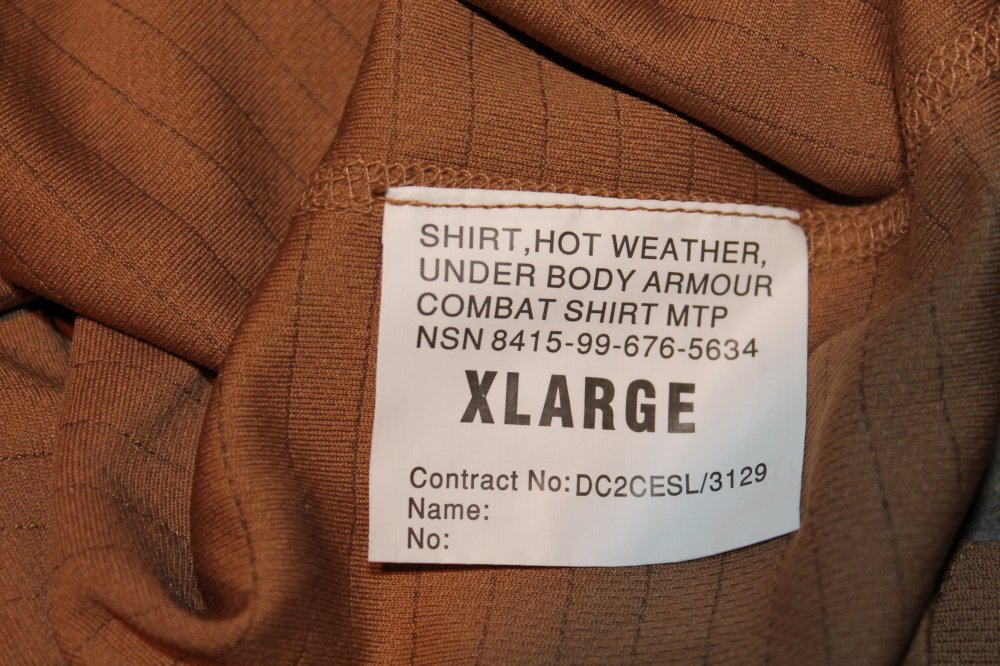 SHIRT,HOT WEATHER,
UNDER BODY ARMOUR
COMBAT SHIRT MTP
NSN 8415-99-676-5634
XLARGE
Contract No:DC2CESL/3129
Name:
No: